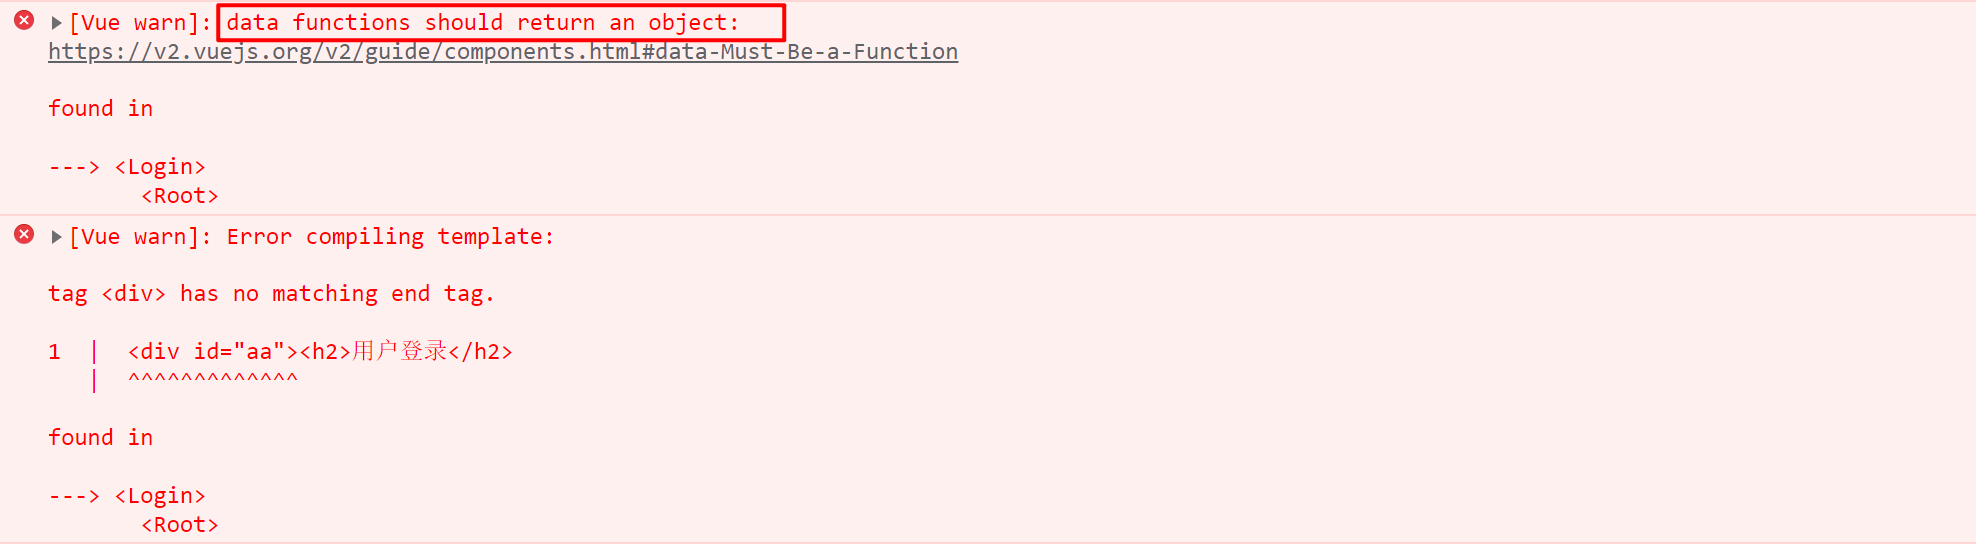 [Vue warn]: data functions should return an object:
https://v2.vuejs.org/v2/guide/components.html#data-Must-Be-a-Function
found in
---> <Login>
<Root>
[Vue warn]: Error compiling template:
tag <div> has no matching end tag.
1 | <div id="aa"><h2>用户登录</h2>
| ^^^^^^^^^^^^^
found in
---> <Login>
<Root>